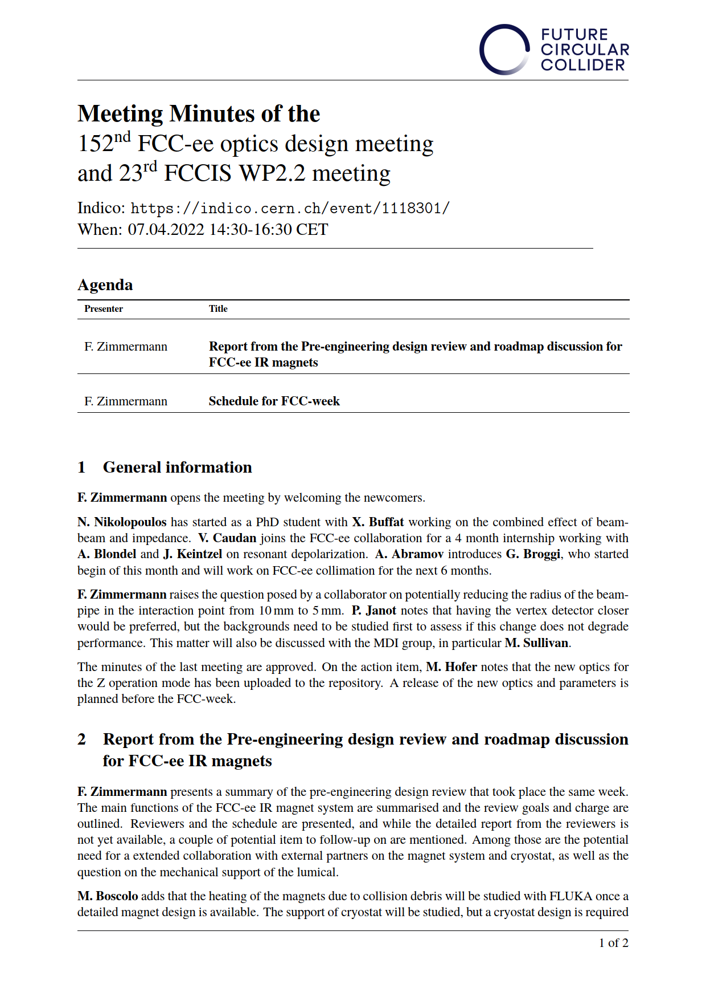 FUTURE
CIRCULAR
COLLIDER
Meeting Minutes of the
152nd FCC-ee optics design meeting
and 23rd FCCIS WP2.2 meeting
Indico: https://indico.cern.ch/event/1118301/
When: 07.04.2022 14:30-16:30 CET
Agenda
Presenter Title
F. Zimmermann Report from the Pre-engineering design review and roadmap discussion for
FCC-ee IR magnets
F. Zimmermann Schedule for FCC-week
1 General information
F. Zimmermann opens the meeting by welcoming the newcomers.
N. Nikolopoulos has started as a PhD student with X. Buffat working on the combined effect of beam-
beam and impedance. V. Caudan joins the FCC-ee collaboration for a 4 month internship working with
A. Blondel and J. Keintzel on resonant depolarization. A. Abramov introduces G. Broggi, who started
begin of this month and will work on FCC-ee collimation for the next 6 months.
F. Zimmermann raises the question posed by a collaborator on potentially reducing the radius of the beam-
pipe in the interaction point from 10 mm to 5 mm. P. Janot notes that having the vertex detector closer
would be preferred, but the backgrounds need to be studied first to assess if this change does not degrade
performance. This matter will also be discussed with the MDI group, in particular M. Sullivan.
The minutes of the last meeting are approved. On the action item, M. Hofer notes that the new optics for
the Z operation mode has been uploaded to the repository. A release of the new optics and parameters is
planned before the FCC-week.
2 Report from the Pre-engineering design review and roadmap discussion
for FCC-ee IR magnets
F. Zimmermann presents a summary of the pre-engineering design review that took place the same week.
The main functions of the FCC-ee IR magnet system are summarised and the review goals and charge are
outlined. Reviewers and the schedule are presented, and while the detailed report from the reviewers is
not yet available, a couple of potential item to follow-up on are mentioned. Among those are the potential
need for a extended collaboration with external partners on the magnet system and cryostat, as well as the
question on the mechanical support of the lumical.
M. Boscolo adds that the heating of the magnets due to collision debris will be studied with FLUKA once a
detailed magnet design is available. The support of cryostat will be studied, but a cryostat design is required
1 of 2